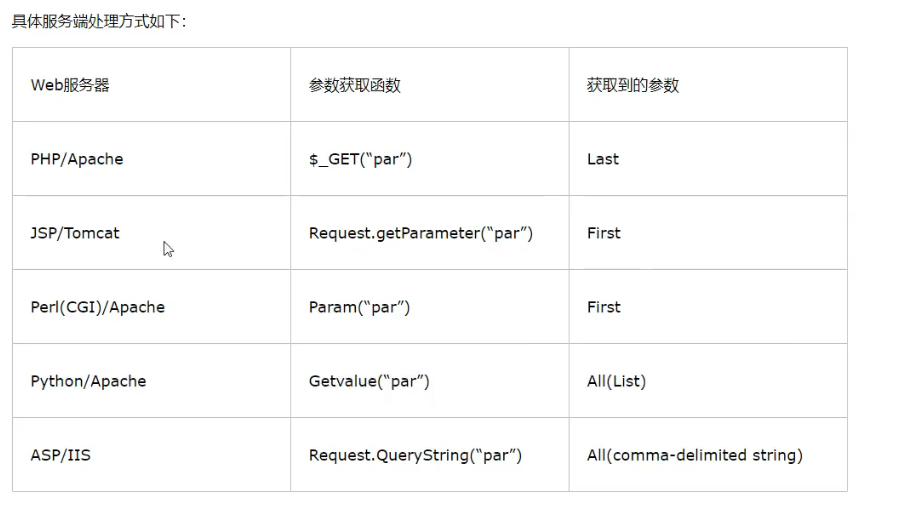 具体服务端处理方式如下：
Web服务器 参数获取函数 获取到的参数
PHP/Apache $_GET(“par”) Last
JSP/Tomcat Request.getParameter(“par”) First
Perl(CGI)/Apache Param(“par”) First
Python/Apache Getvalue(“par”) All(List)
ASP/IIS Request.QueryString(“par”) All(comma-delimited string)